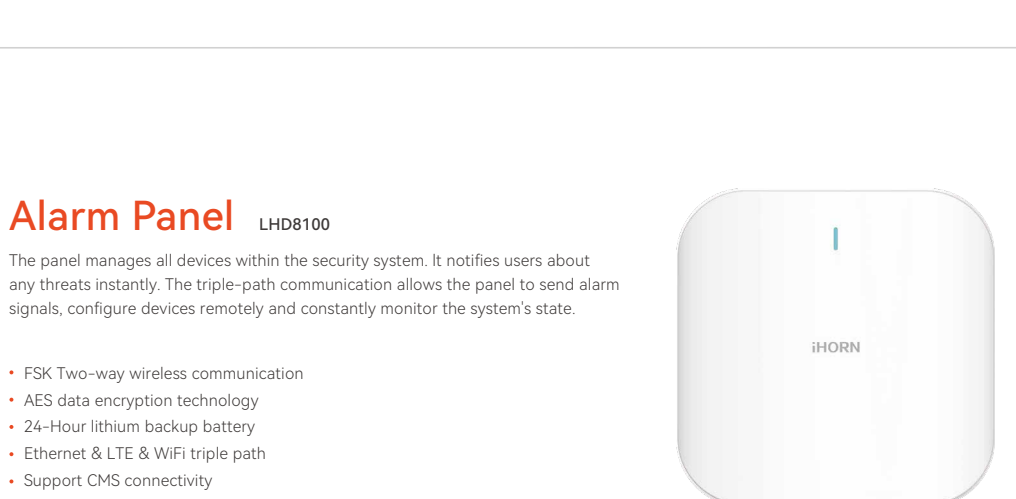 Alarm Panel LHD8100
The panel manages all devices within the security system. It notifies users about
any threats instantly. The triple-path communication allows the panel to send alarm
signals, configure devices remotely and constantly monitor the system's state.
• FSK Two-way wireless communication
• AES data encryption technology
• 24-Hour lithium backup battery
• Ethernet & LTE & WiFi triple path
• Support CMS connectivity
iHORN